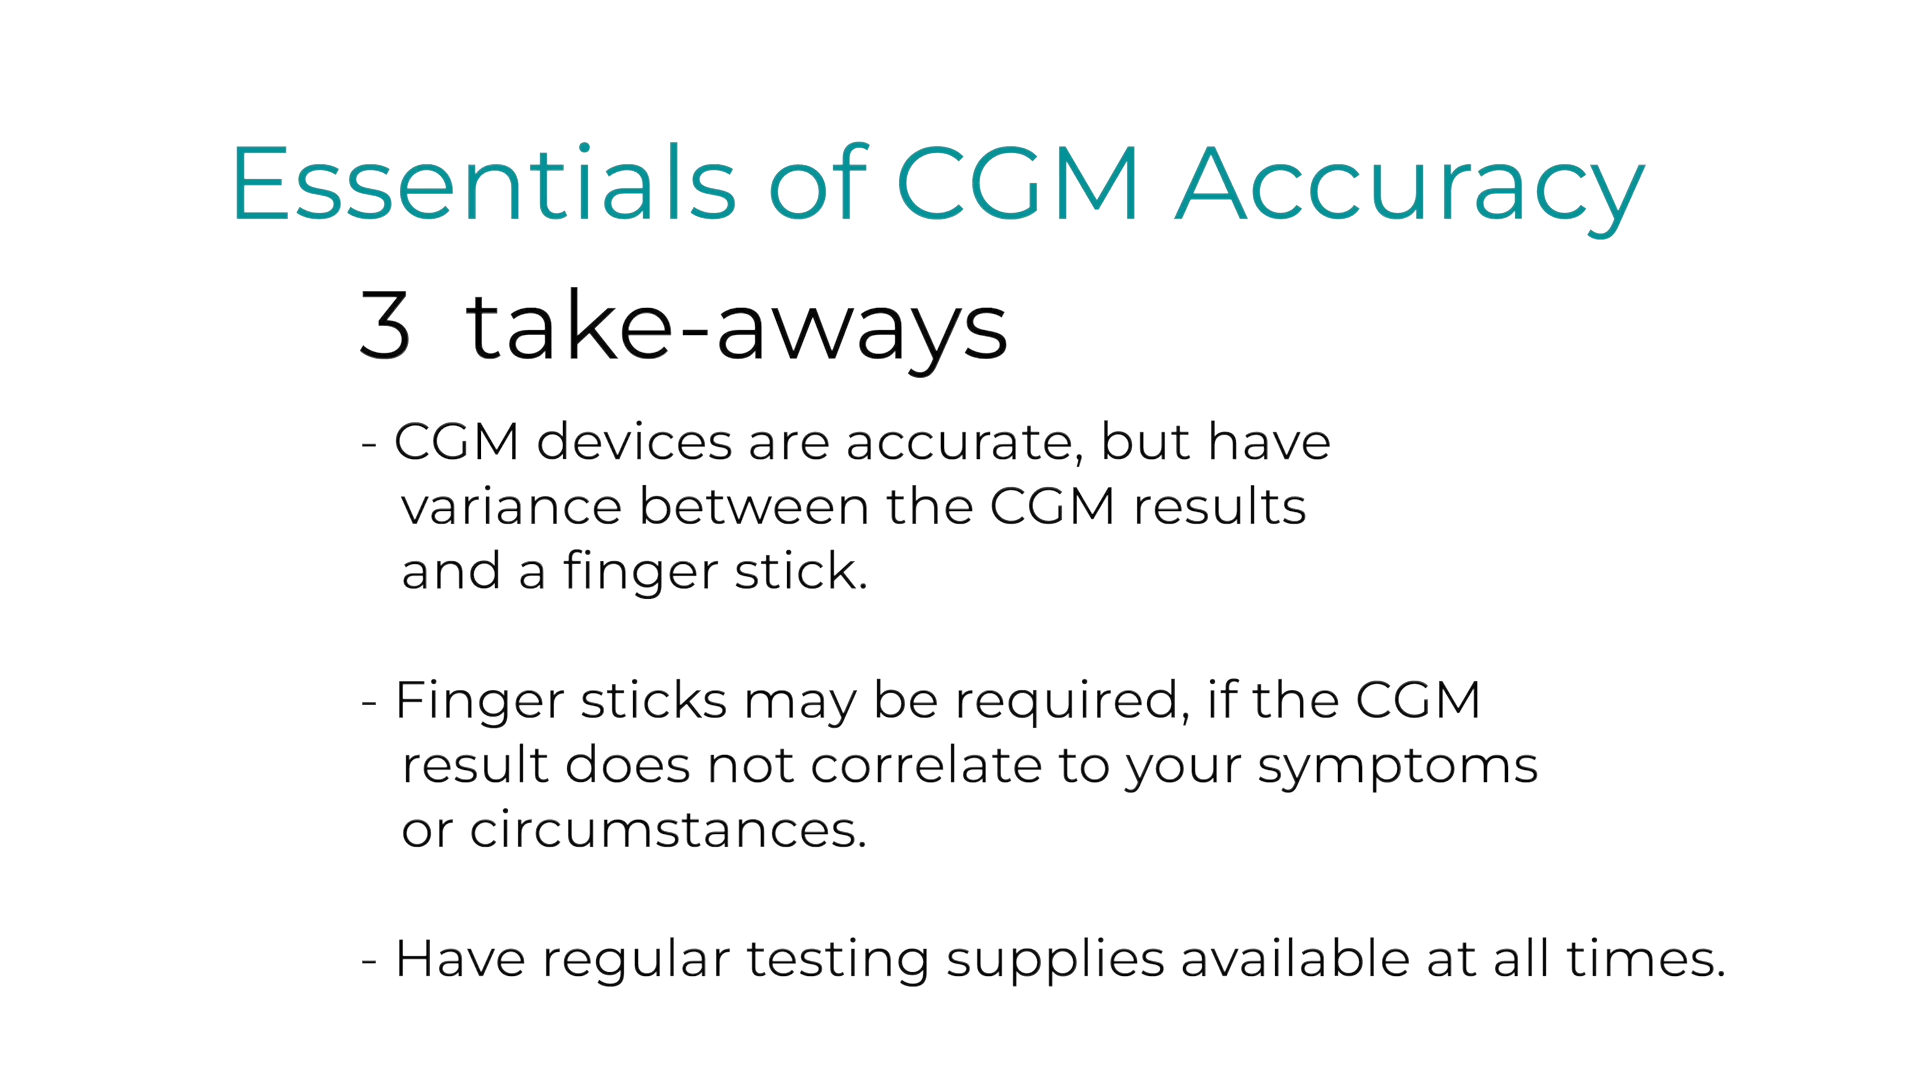 Essentials of CGM Accuracy
3 take-aways
- CGM devices are accurate, but have
variance between the CGM results
and a finger stick.
- Finger sticks may be required, if the CGM
result does not correlate to your symptoms
or circumstances.
- Have regular testing supplies available at all times.